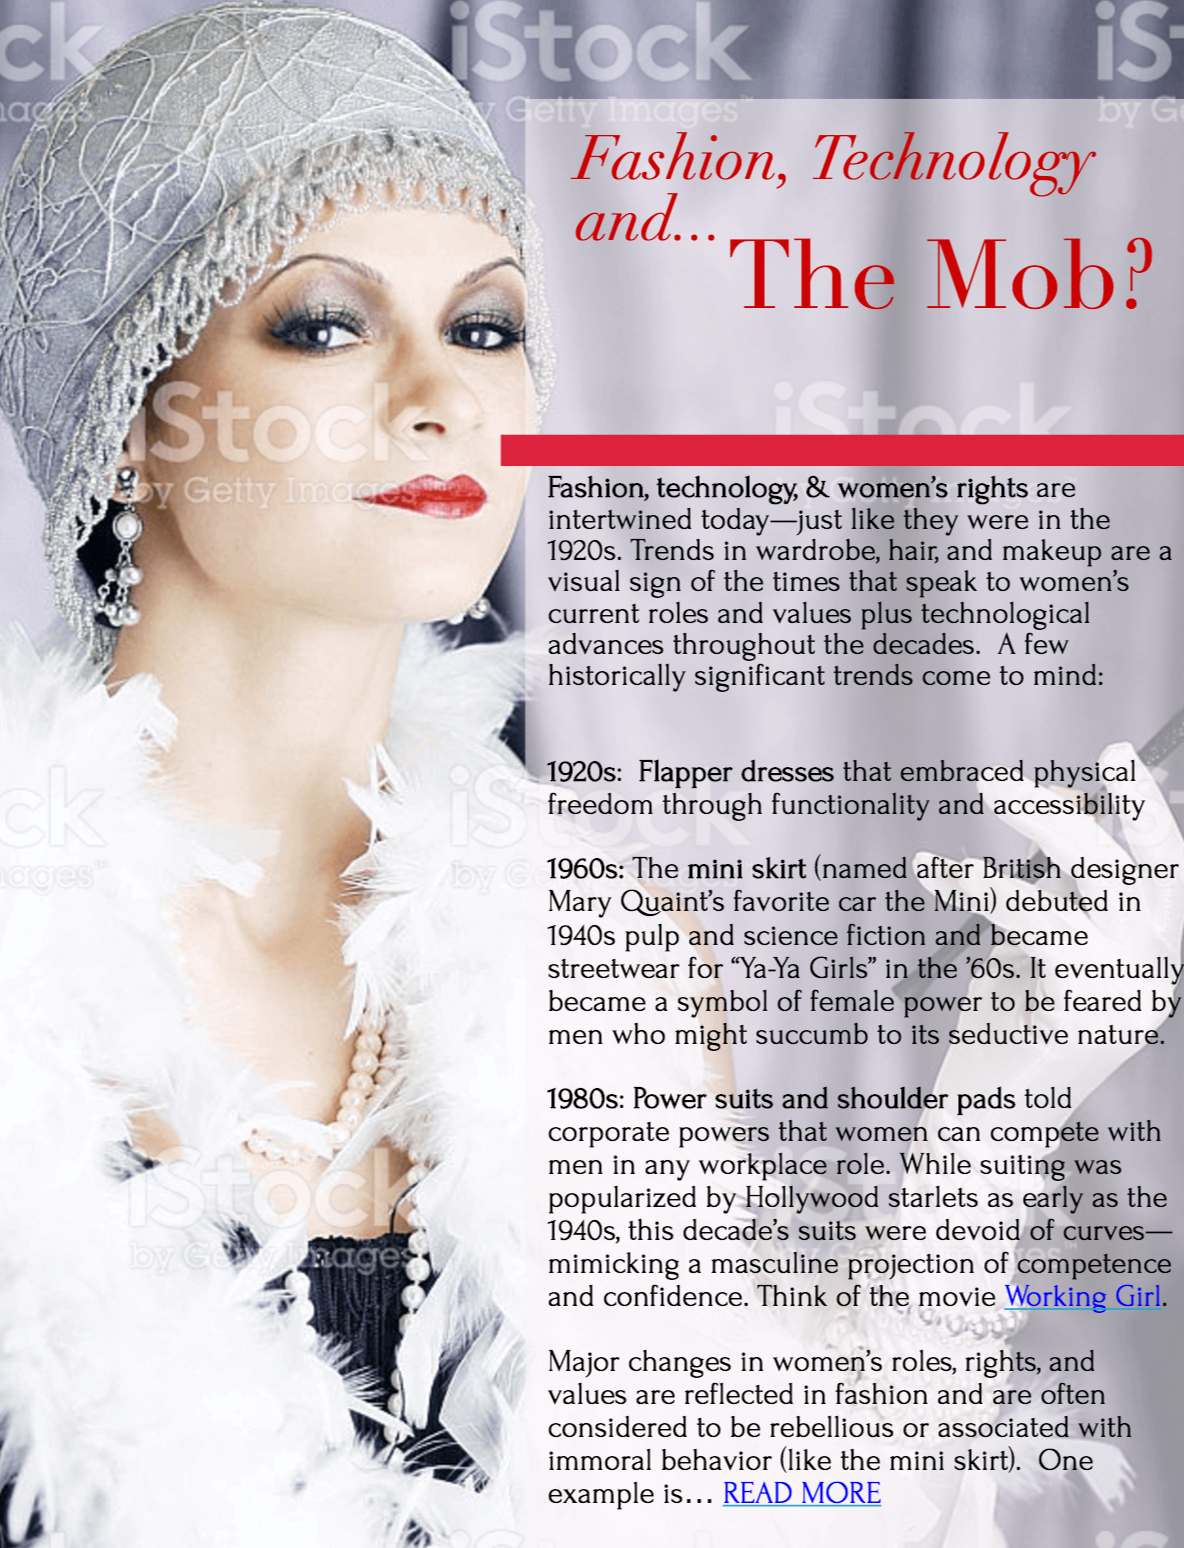 iStock
by Getty Images™
Fashion, Technology
and...
The Mob?
iStock
by Getty Images
iStock
Fashion, technology, & women's rights are
intertwined today—just like they were in the
1920s. Trends in wardrobe, hair, and makeup are a
visual sign of the times that speak to women's
current roles and values plus technological
advances throughout the decades. A few
historically significant trends come to mind:
1920s: Flapper dresses that embraced physical
freedom through functionality and accessibility
1960s: The mini skirt (named after British designer
Mary Quaint's favorite car the Mini) debuted in
1940s pulp and science fiction and became
streetwear for “Ya-Ya Girls” in the ’60s. It eventually
became a symbol of female power to be feared by
men who might succumb to its seductive nature.
1980s: Power suits and shoulder pads told
corporate powers that women can compete with
men in any workplace role. While suiting was
popularized by Hollywood starlets as early as the
1940s, this decade's suits were devoid of curves—
mimicking a masculine projection of competence
and confidence. Think of the movie Working Girl.
Major changes in women's roles, rights, and
values are reflected in fashion and are often
considered to be rebellious or associated with
immoral behavior (like the mini skirt). One
example is... READ MORE
iStock
by Getty Images